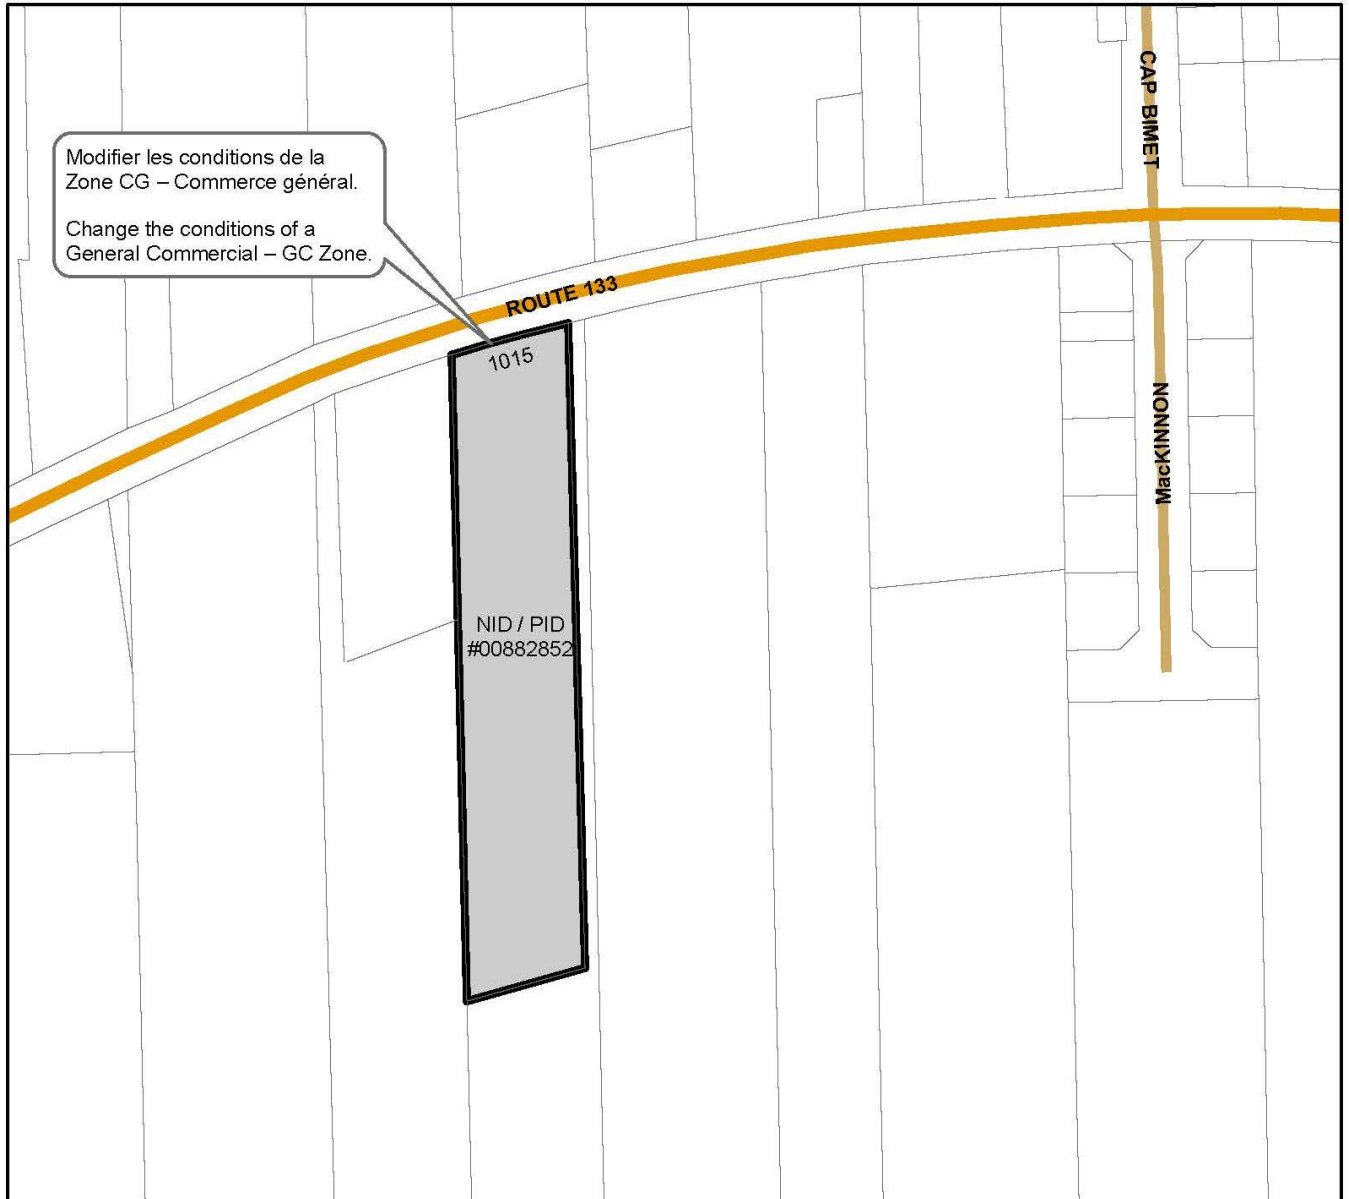 CAP BIMET
Modifier les conditions de la
Zone CG – Commerce général.
Change the conditions of a
General Commercial – GC Zone.
ROUTE 133
1015
MacKINNON
NID / PID
#00882852